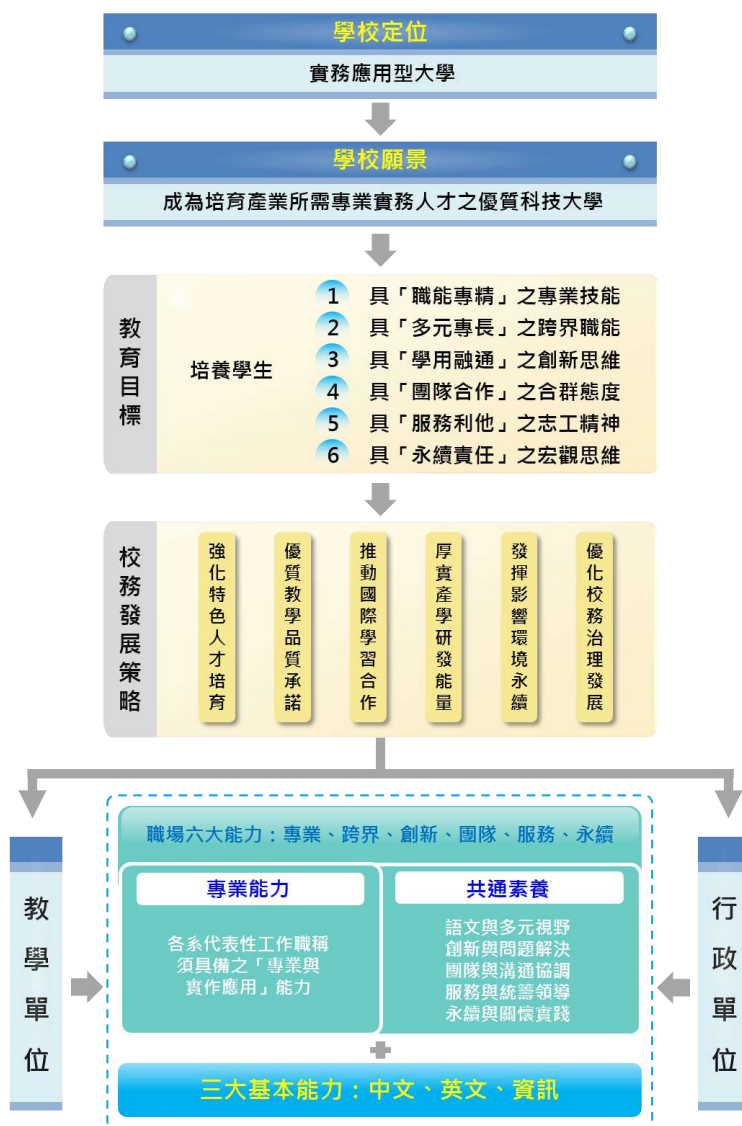 學校定位
實務應用型大學
學校願景
成為培育產業所需專業實務人才之優質科技大學
教育目標
培養學生
1 具「職能專精」之專業技能
2 具「多元專長」之跨界職能
3 具「學用融通」之創新思維
4 具「團隊合作」之合群態度
5 具「服務利他」之志工精神
6 具「永續責任」之宏觀思維
校務發展策略
強化特色人才培育
優質教學品質承諾
推動國際學習合作
厚實產學研發能量
發揮影響環境永續
優化校務治理發展
教學單位
職場六大能力：專業、跨界、創新、團隊、服務、永續
專業能力
各系代表性工作職稱
須具備之「專業與
實作應用」能力
共通素養
語文與多元視野
創新與問題解決
團隊與溝通協調
服務與統籌領導
永續與關懷實踐
三大基本能力：中文、英文、資訊
行政單位